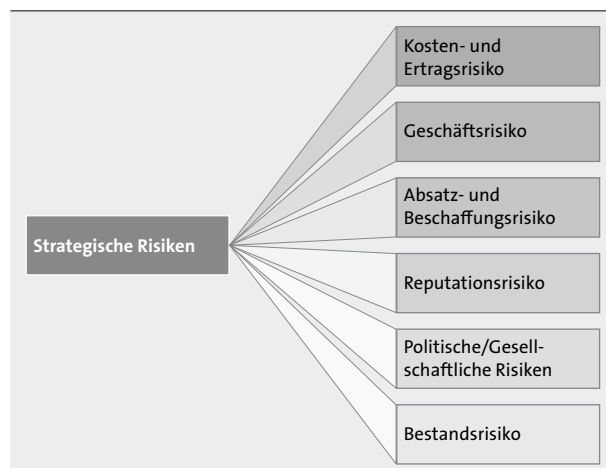 Kosten- und
Ertragsrisiko
Geschäftsrisiko
Absatz- und
Beschaffungsrisiko
Strategische Risiken
Reputationsrisiko
Politische/Gesell-
schaftliche Risiken
Bestandsrisiko